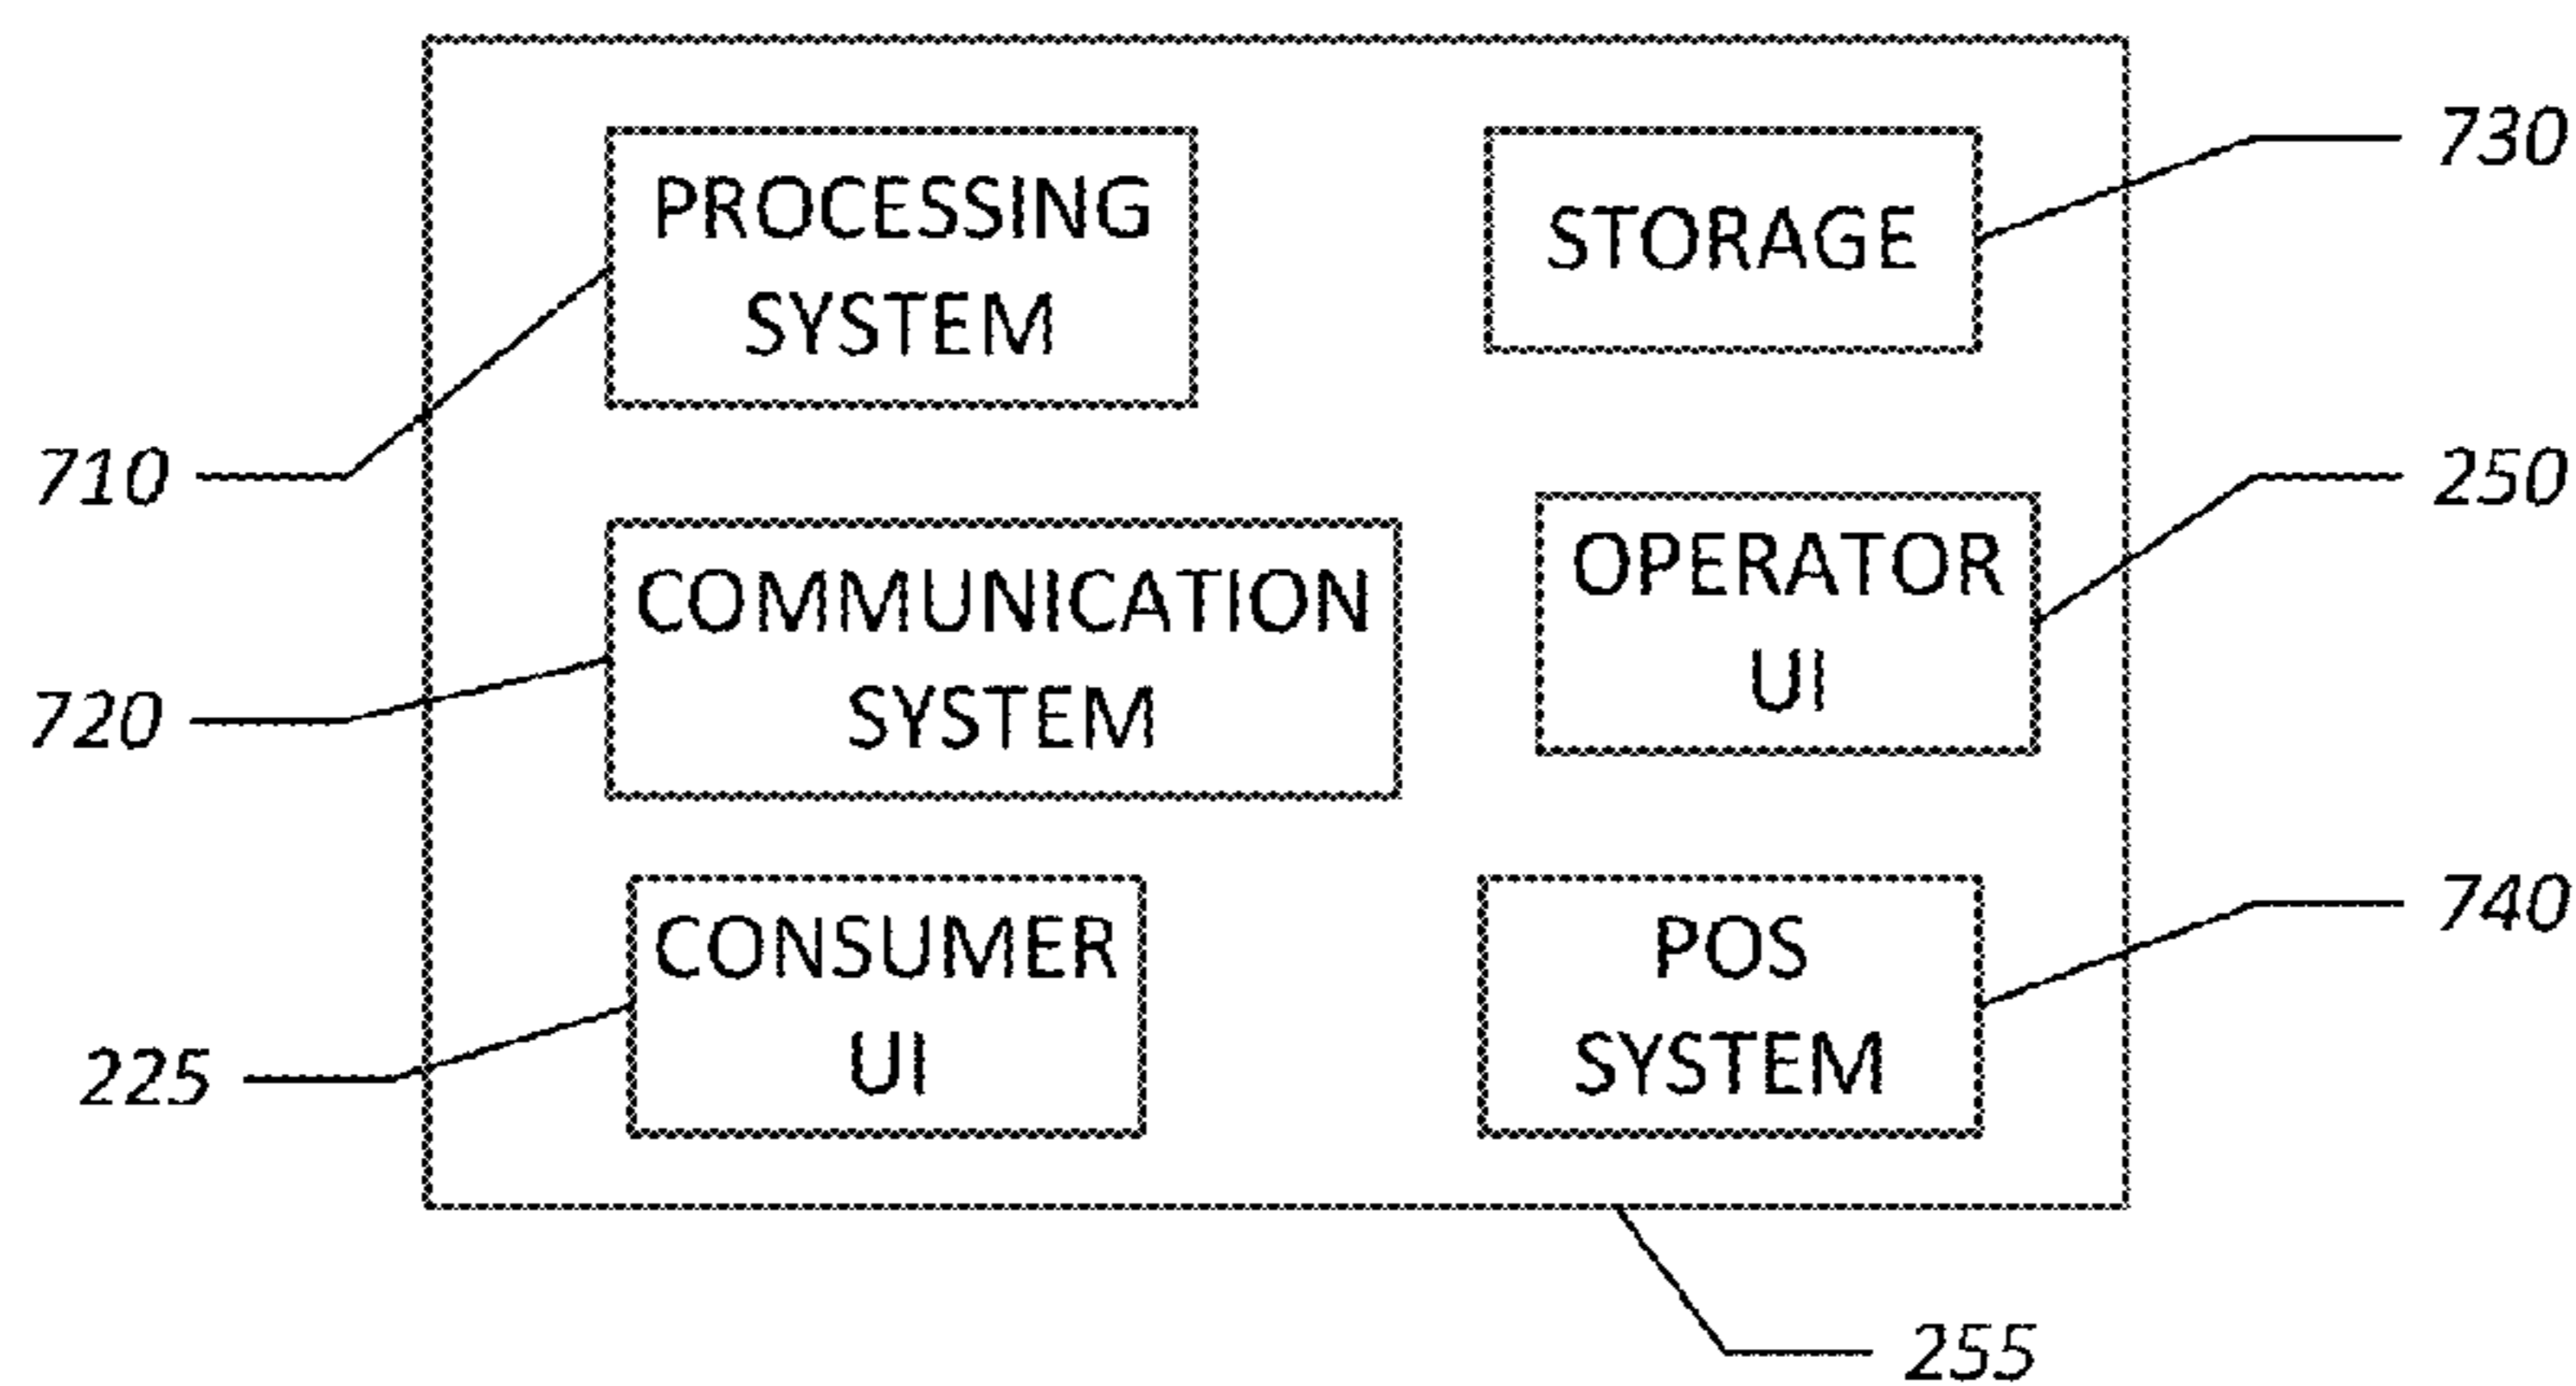 PROCESSING
SYSTEM
710
STORAGE
730
COMMUNICATION
SYSTEM
720
OPERATOR
UI
250
CONSUMER
UI
225
POS
SYSTEM
740
255